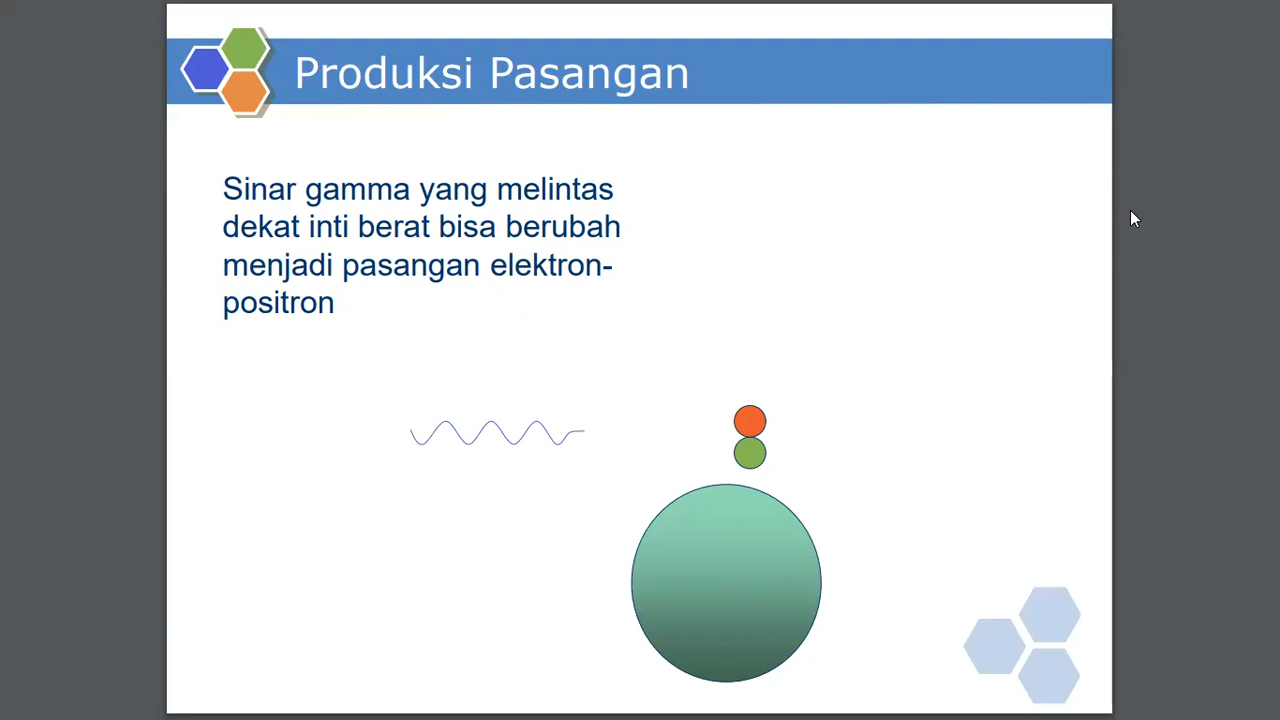 Produksi Pasangan
Sinar gamma yang melintas
dekat inti berat bisa berubah
menjadi pasangan elektron-
positron